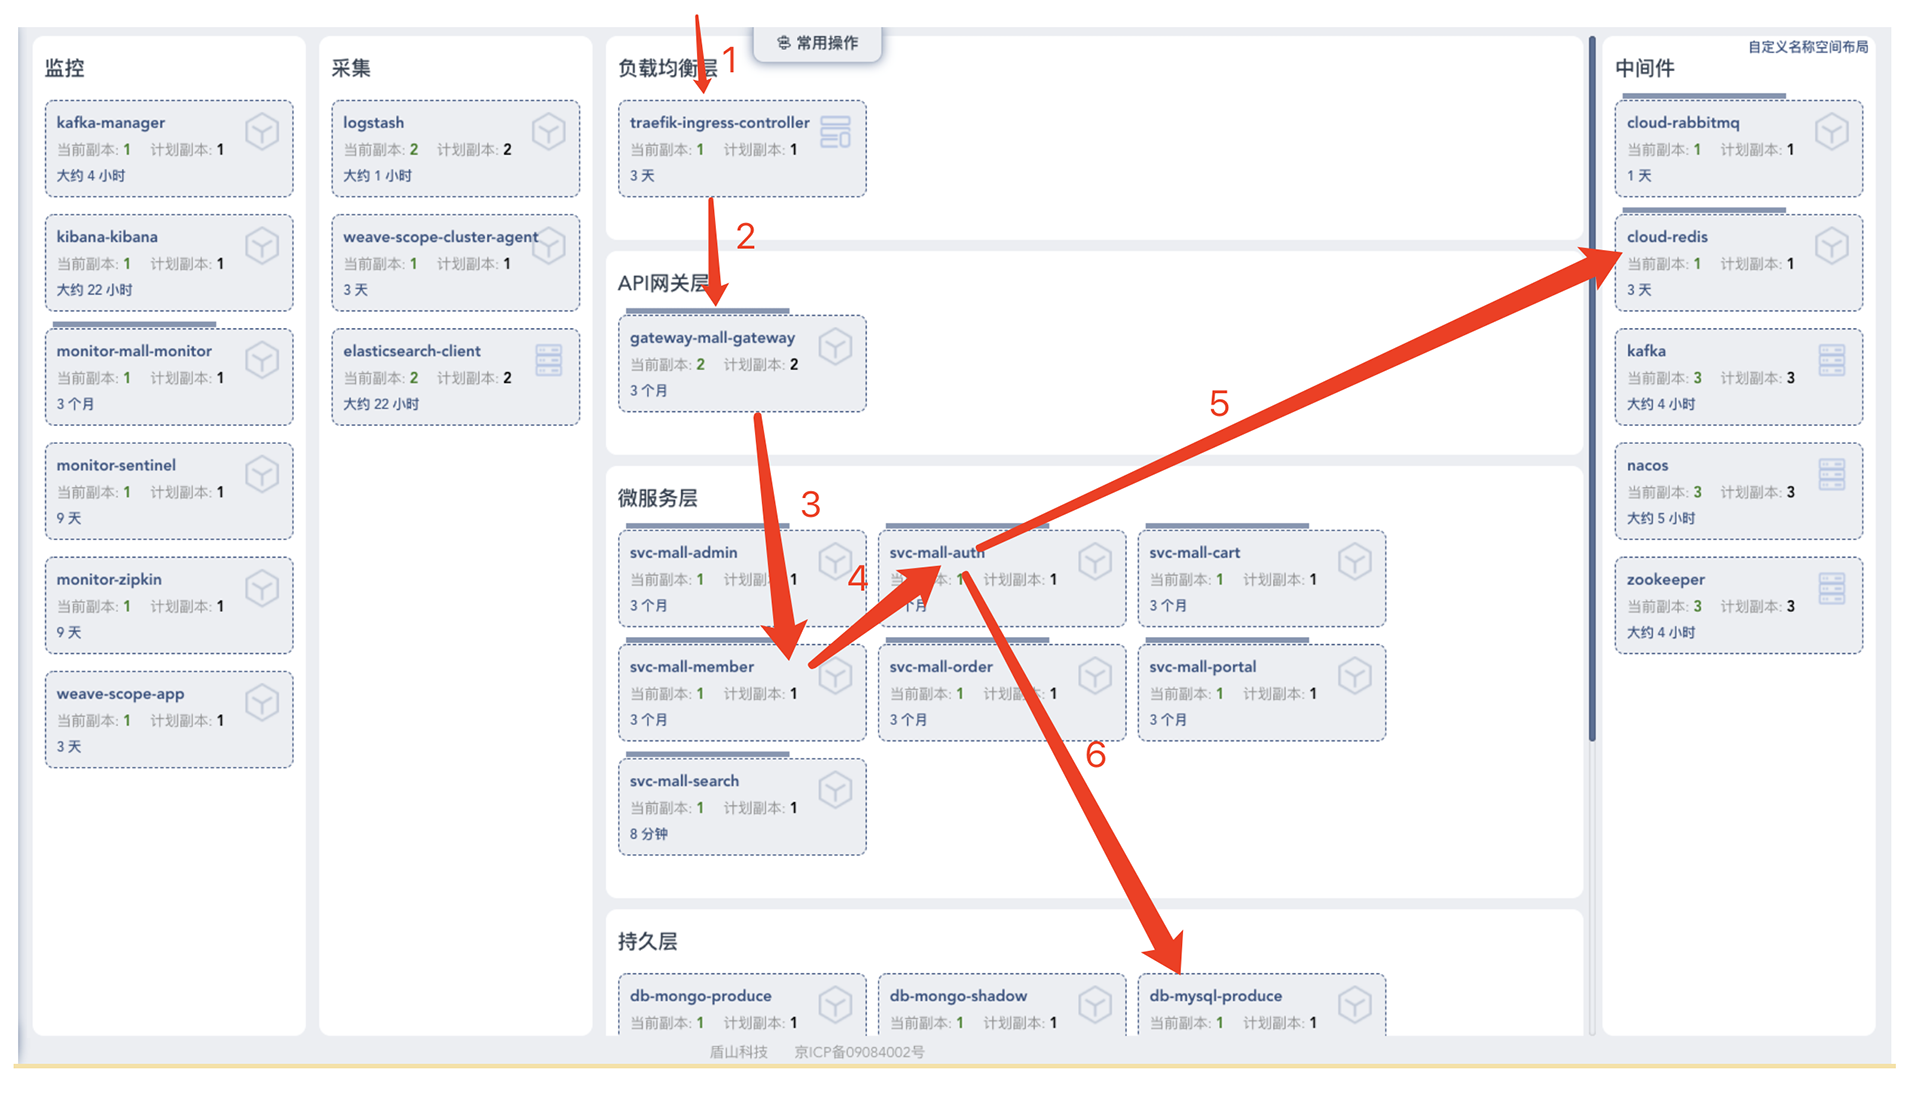 常用操作
自定义名称空间布局
监控
kafka-manager
当前副本: 1 计划副本: 1
大约 4 小时
kibana-kibana
当前副本: 1 计划副本: 1
大约 22 小时
monitor-mall-monitor
当前副本: 1 计划副本: 1
3 个月
monitor-sentinel
当前副本: 1 计划副本: 1
9 天
monitor-zipkin
当前副本: 1 计划副本: 1
9 天
weave-scope-app
当前副本: 1 计划副本: 1
3 天
采集
logstash
当前副本: 2 计划副本: 2
大约 1 小时
weave-scope-cluster-agent
当前副本: 1 计划副本: 1
3 天
elasticsearch-client
当前副本: 2 计划副本: 2
大约 22 小时
负载均衡层
1
traefik-ingress-controller
当前副本: 1 计划副本: 1
3 天
2
API网关层
gateway-mall-gateway
当前副本: 2 计划副本: 2
3 个月
3
微服务层
svc-mall-admin
当前副本: 1 计划副 1
3 个月
4
svc-mall-auth
当 本: 1 计划副本: 1
个月
svc-mall-cart
当前副本: 1 计划副本: 1
3 个月
5
svc-mall-member
当前副本: 1 计划副本: 1
3 个月
svc-mall-order
当前副本: 1 计划副 : 1
3 个月
svc-mall-portal
当前副本: 1 计划副本: 1
3 个月
6
svc-mall-search
当前副本: 1 计划副本: 1
8 分钟
持久层
db-mongo-produce
当前副本: 1 计划副本: 1
db-mongo-shadow
当前副本: 1 计划副本: 1
db-mysql-produce
当前副本: 1 计划副本: 1
中间件
cloud-rabbitmq
当前副本: 1 计划副本: 1
1 天
cloud-redis
当前副本: 1 计划副本: 1
3 天
kafka
当前副本: 3 计划副本: 3
大约 4 小时
nacos
当前副本: 3 计划副本: 3
大约 5 小时
zookeeper
当前副本: 3 计划副本: 3
大约 4 小时
盾山科技 京ICP备09084002号